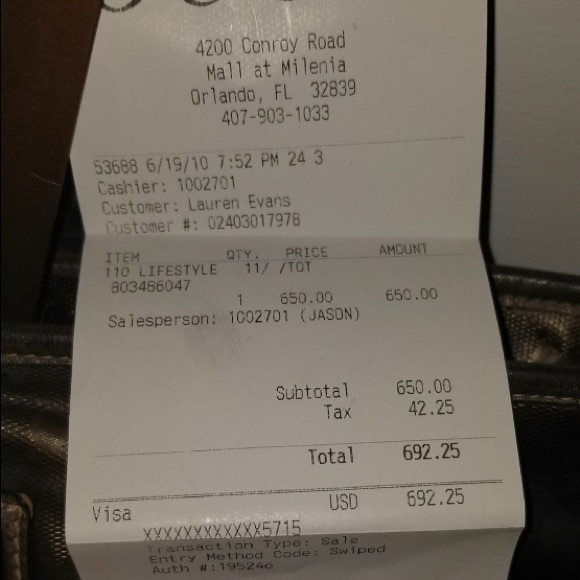 4200 Conroy Road
Mall at Milenia
Orlando, FL 32839
407-903-1033
53688 6/19/10 7:52 PM 24 3
Cashier: 1002701
Customer: Lauren Evans
Customer #: 02403017978
ITEM QTY. PRICE AMOUNT
110 LIFESTYLE 11/ /TOT
803486047
1 650.00 650.00
Salesperson: 1002701 (JASON)
Subtotal 650.00
Tax 42.25
Total 692.25
Visa USD 692.25
XXXXXXXXXXXX5715
Transaction Type: Sale
Entry Method Code: Swiped
Auth #:195240